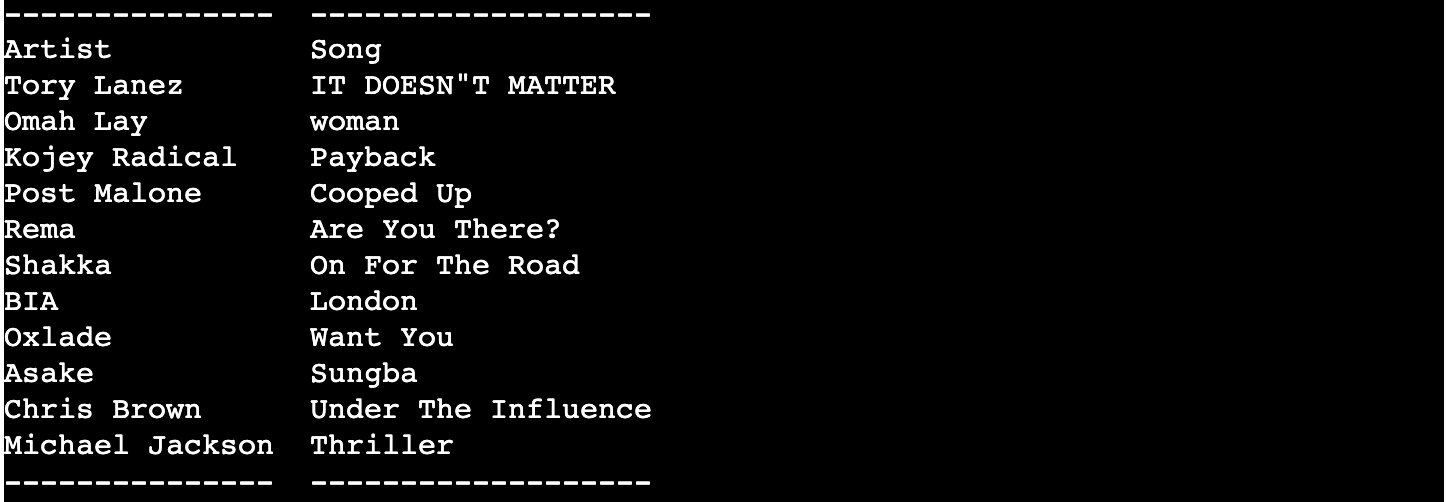 ---------------  -------------------
Artist           Song
Tory Lanez       IT DOESN"T MATTER
Omah Lay         woman
Kojey Radical    Payback
Post Malone      Cooped Up
Rema             Are You There?
Shakka           On For The Road
BIA              London
Oxlade           Want You
Asake            Sungba
Chris Brown      Under The Influence
Michael Jackson  Thriller
---------------  -------------------